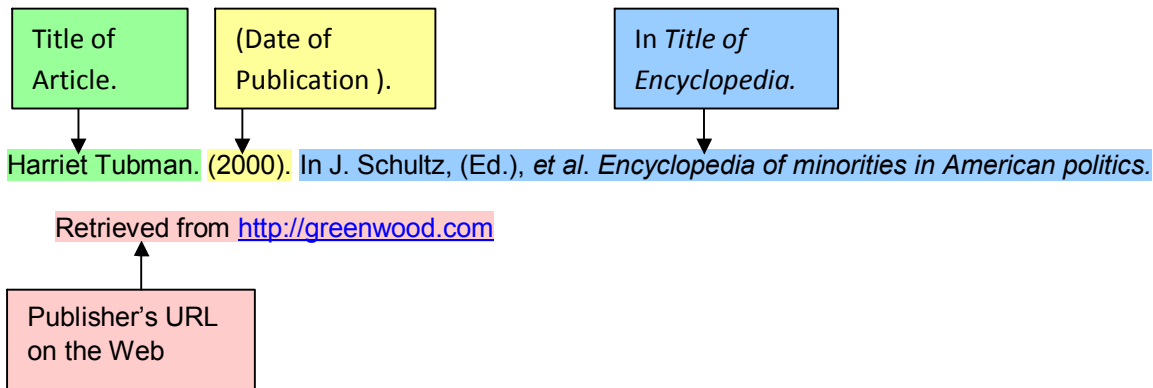 Title of
Article.
(Date of
Publication ).
In Title of
Encyclopedia.
Harriet Tubman. (2000). In J. Schultz, (Ed.), et al. Encyclopedia of minorities in American politics.
Retrieved from http://greenwood.com
Publisher’s URL
on the Web